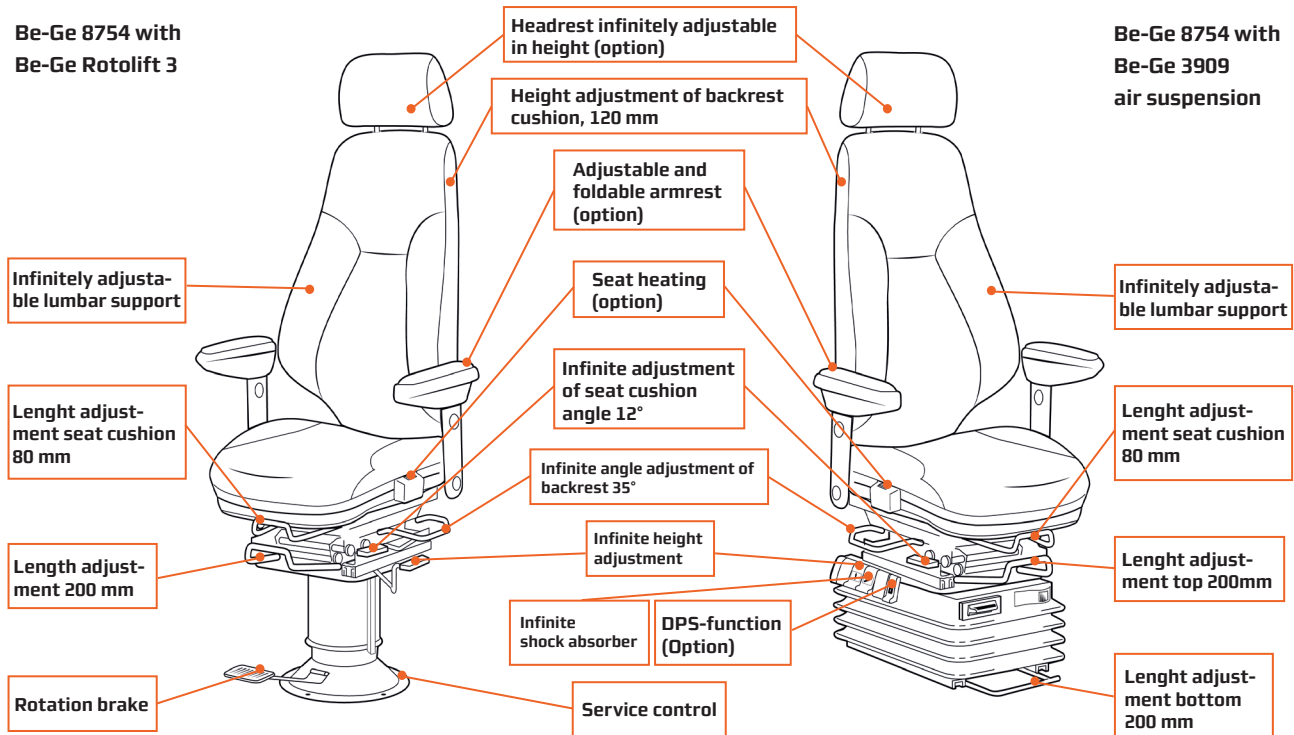 Be-Ge 8754 with
Be-Ge Rotolift 3
Headrest infinitely adjustable
in height (option)
Be-Ge 8754 with
Be-Ge 3909
air suspension
Height adjustment of backrest
cushion, 120 mm
Adjustable and
foldable armrest
(option)
Infinitely adjusta-
ble lumbar support
Seat heating
(option)
Infinitely adjusta-
ble lumbar support
Infinite adjustment
of seat cushion
angle 12°
Lenght adjust-
ment seat cushion
80 mm
Lenght adjust-
ment seat cushion
80 mm
Infinite angle adjustment of
backrest 35°
Infinite height
adjustment
Length adjust-
ment 200 mm
Lenght adjust-
ment top 200mm
Infinite
shock absorber
DPS-function
(Option)
Rotation brake
Service control
Lenght adjust-
ment bottom
200 mm